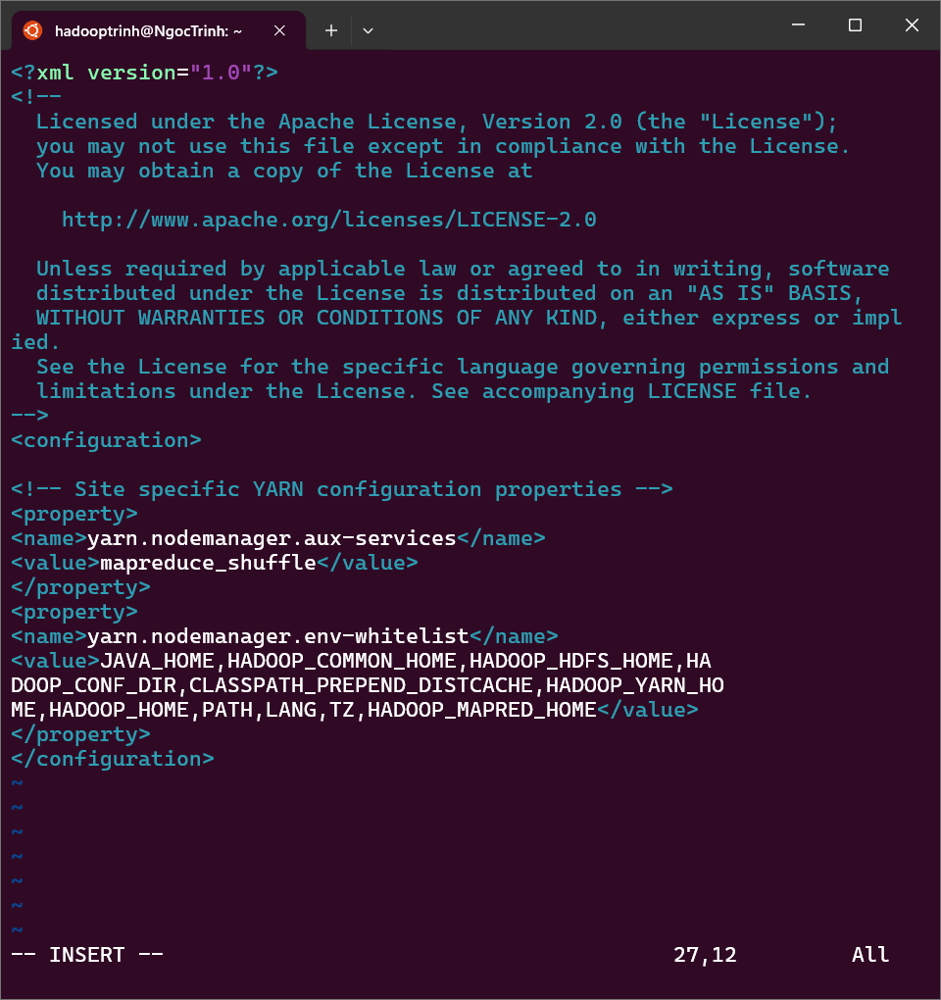 hadooptrinh@NgocTrinh: ~
<?xml version="1.0"?>
<!--
  Licensed under the Apache License, Version 2.0 (the "License");
  you may not use this file except in compliance with the License.
  You may obtain a copy of the License at

    http://www.apache.org/licenses/LICENSE-2.0

  Unless required by applicable law or agreed to in writing, software
  distributed under the License is distributed on an "AS IS" BASIS,
  WITHOUT WARRANTIES OR CONDITIONS OF ANY KIND, either express or impl
ied.
  See the License for the specific language governing permissions and
  limitations under the License. See accompanying LICENSE file.
-->
<configuration>

<!-- Site specific YARN configuration properties -->
<property>
<name>yarn.nodemanager.aux-services</name>
<value>mapreduce_shuffle</value>
</property>
<property>
<name>yarn.nodemanager.env-whitelist</name>
<value>JAVA_HOME,HADOOP_COMMON_HOME,HADOOP_HDFS_HOME,HA
DOOP_CONF_DIR,CLASSPATH_PREPEND_DISTCACHE,HADOOP_YARN_HO
ME,HADOOP_HOME,PATH,LANG,TZ,HADOOP_MAPRED_HOME</value>
</property>
</configuration>
~
~
~
~
~
~
~
-- INSERT -- 27,12 All